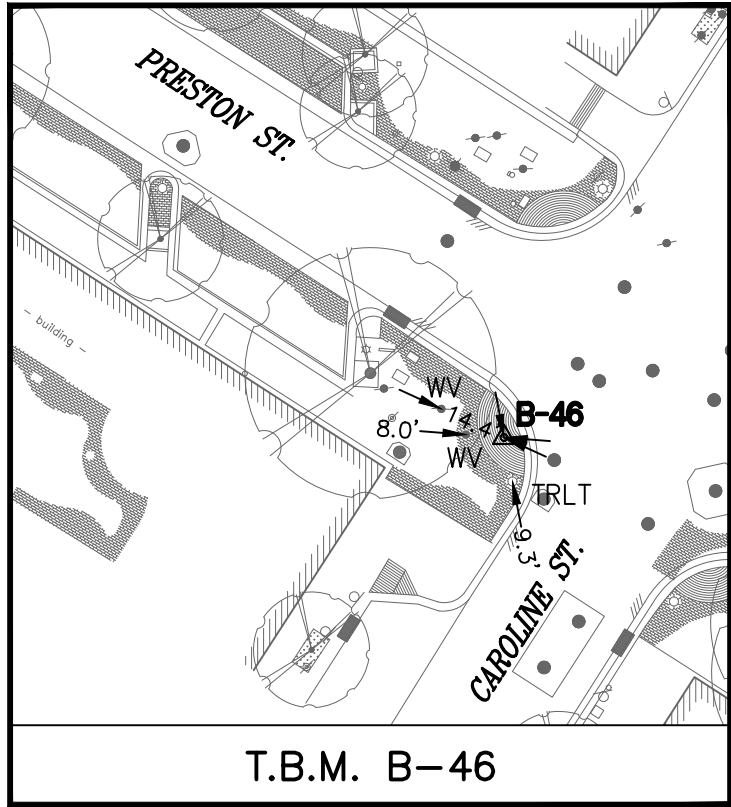 PRESTON ST.
– building –
WV
14.4'
B-46
8.0'
WV
TRLT
9.3'
CAROLINE ST.
T.B.M. B-46